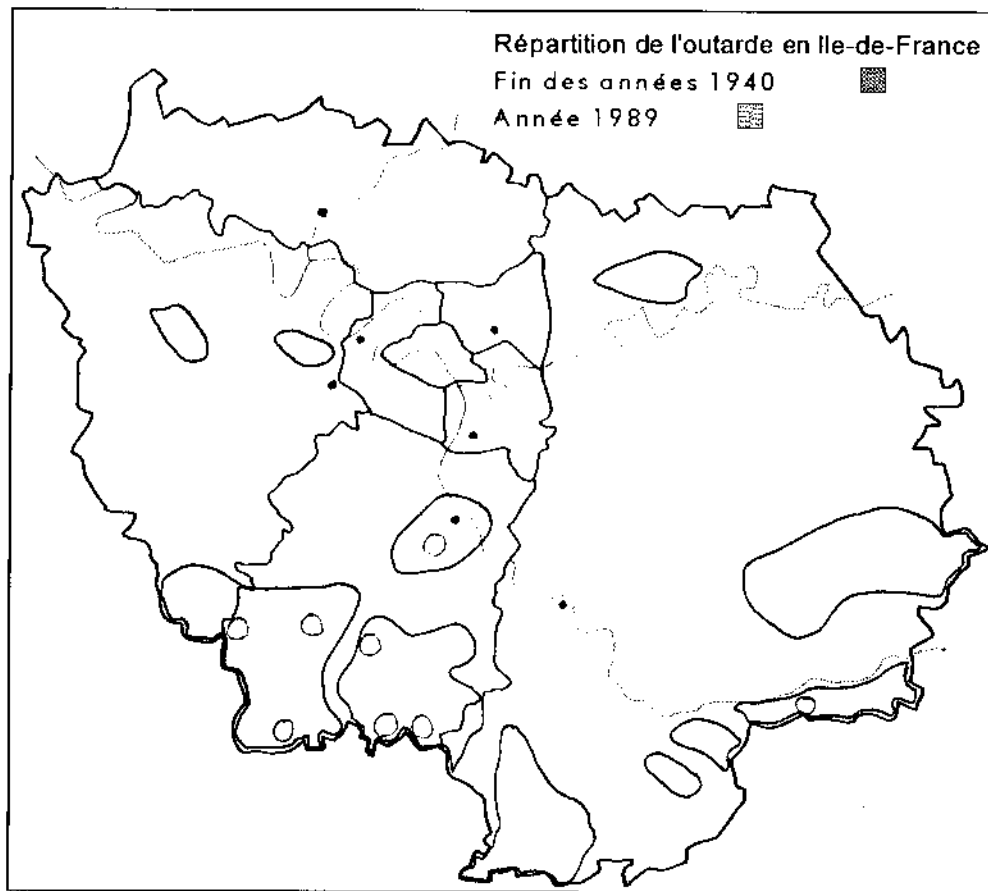 Répartition de l'outarde en Ile-de-France
Fin des années 1940
Année 1989